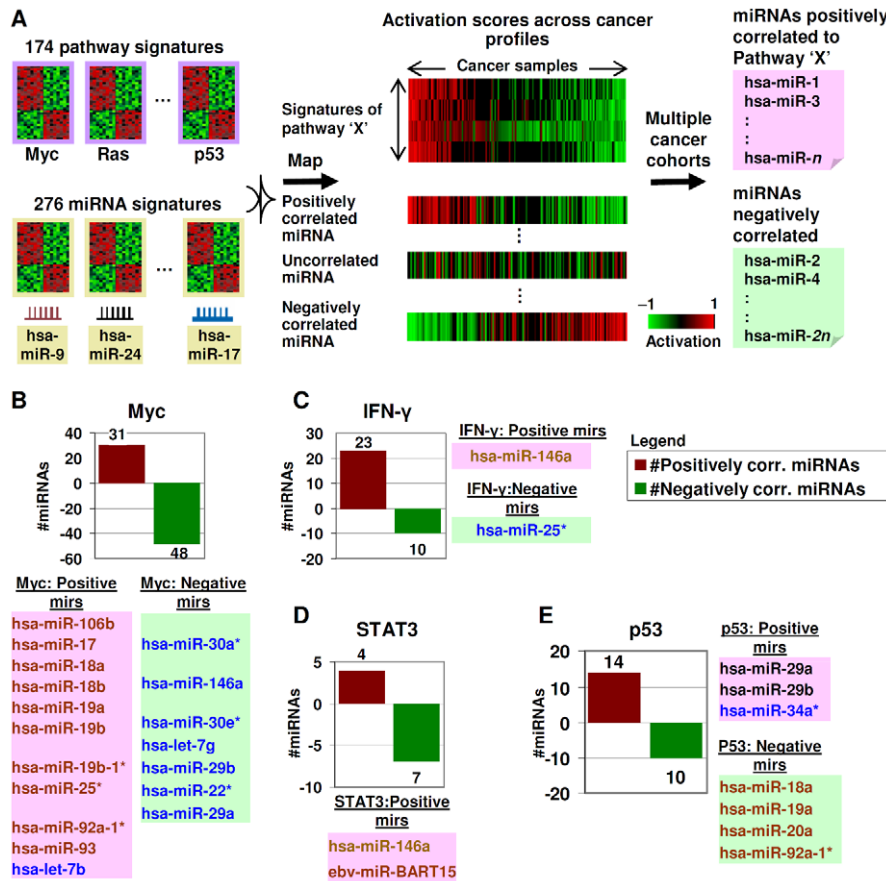 A
174 pathway signatures
...
Myc
Ras
p53
276 miRNA signatures
...
hsa-
miR-9
hsa-
miR-24
hsa-
miR-17
Map
Activation scores across cancer
profiles
Cancer samples
Signatures of
pathway ‘X’
Positively
correlated
miRNA
Uncorrelated
miRNA
Negatively
correlated
miRNA
Multiple
cancer
cohorts
−1
1
Activation
miRNAs positively
correlated to
Pathway ‘X’
hsa-miR-1
hsa-miR-3
:
:
hsa-miR-n
miRNAs
negatively
correlated
hsa-miR-2
hsa-miR-4
:
:
hsa-miR-2n
B
Myc
#miRNAs
40
20
0
-20
-40
-60
31
48
Myc: Positive
mirs
hsa-miR-106b
hsa-miR-17
hsa-miR-18a
hsa-miR-18b
hsa-miR-19a
hsa-miR-19b
hsa-miR-19b-1*
hsa-miR-25*
hsa-miR-92a-1*
hsa-miR-93
hsa-let-7b
Myc: Negative
mirs
hsa-miR-30a*
hsa-miR-146a
hsa-miR-30e*
hsa-let-7g
hsa-miR-29b
hsa-miR-22*
hsa-miR-29a
C
IFN-γ
#miRNAs
30
20
10
0
-10
-20
23
10
IFN-γ: Positive mirs
hsa-miR-146a
IFN-γ:Negative
mirs
hsa-miR-25*
Legend
#Positively corr. miRNAs
#Negatively corr. miRNAs
D
STAT3
#miRNAs
5
0
-5
-10
4
7
STAT3:Positive
mirs
hsa-miR-146a
ebv-miR-BART15
E
p53
#miRNAs
20
10
0
-10
-20
14
10
p53: Positive
mirs
hsa-miR-29a
hsa-miR-29b
hsa-miR-34a*
P53: Negative
mirs
hsa-miR-18a
hsa-miR-19a
hsa-miR-20a
hsa-miR-92a-1*